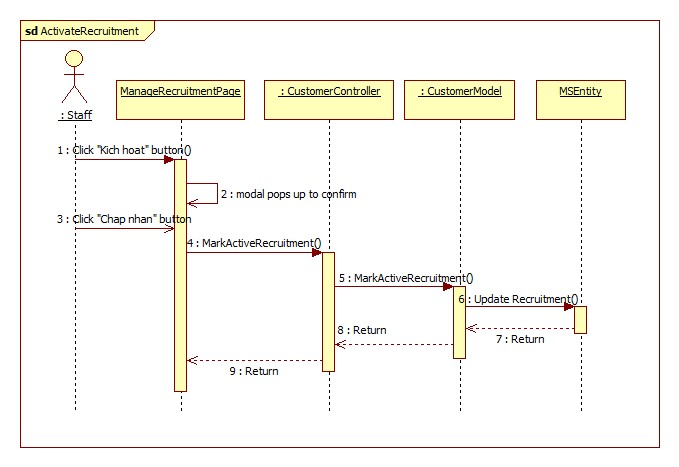 sd ActivateRecruitment
: Staff
ManageRecruitmentPage
: CustomerController
: CustomerModel
MSEntity
1 : Click "Kich hoat" button()
2 : modal pops up to confirm
3 : Click "Chap nhan" button
4 : MarkActiveRecruitment()
5 : MarkActiveRecruitment()
6 : Update Recruitment()
7 : Return
8 : Return
9 : Return